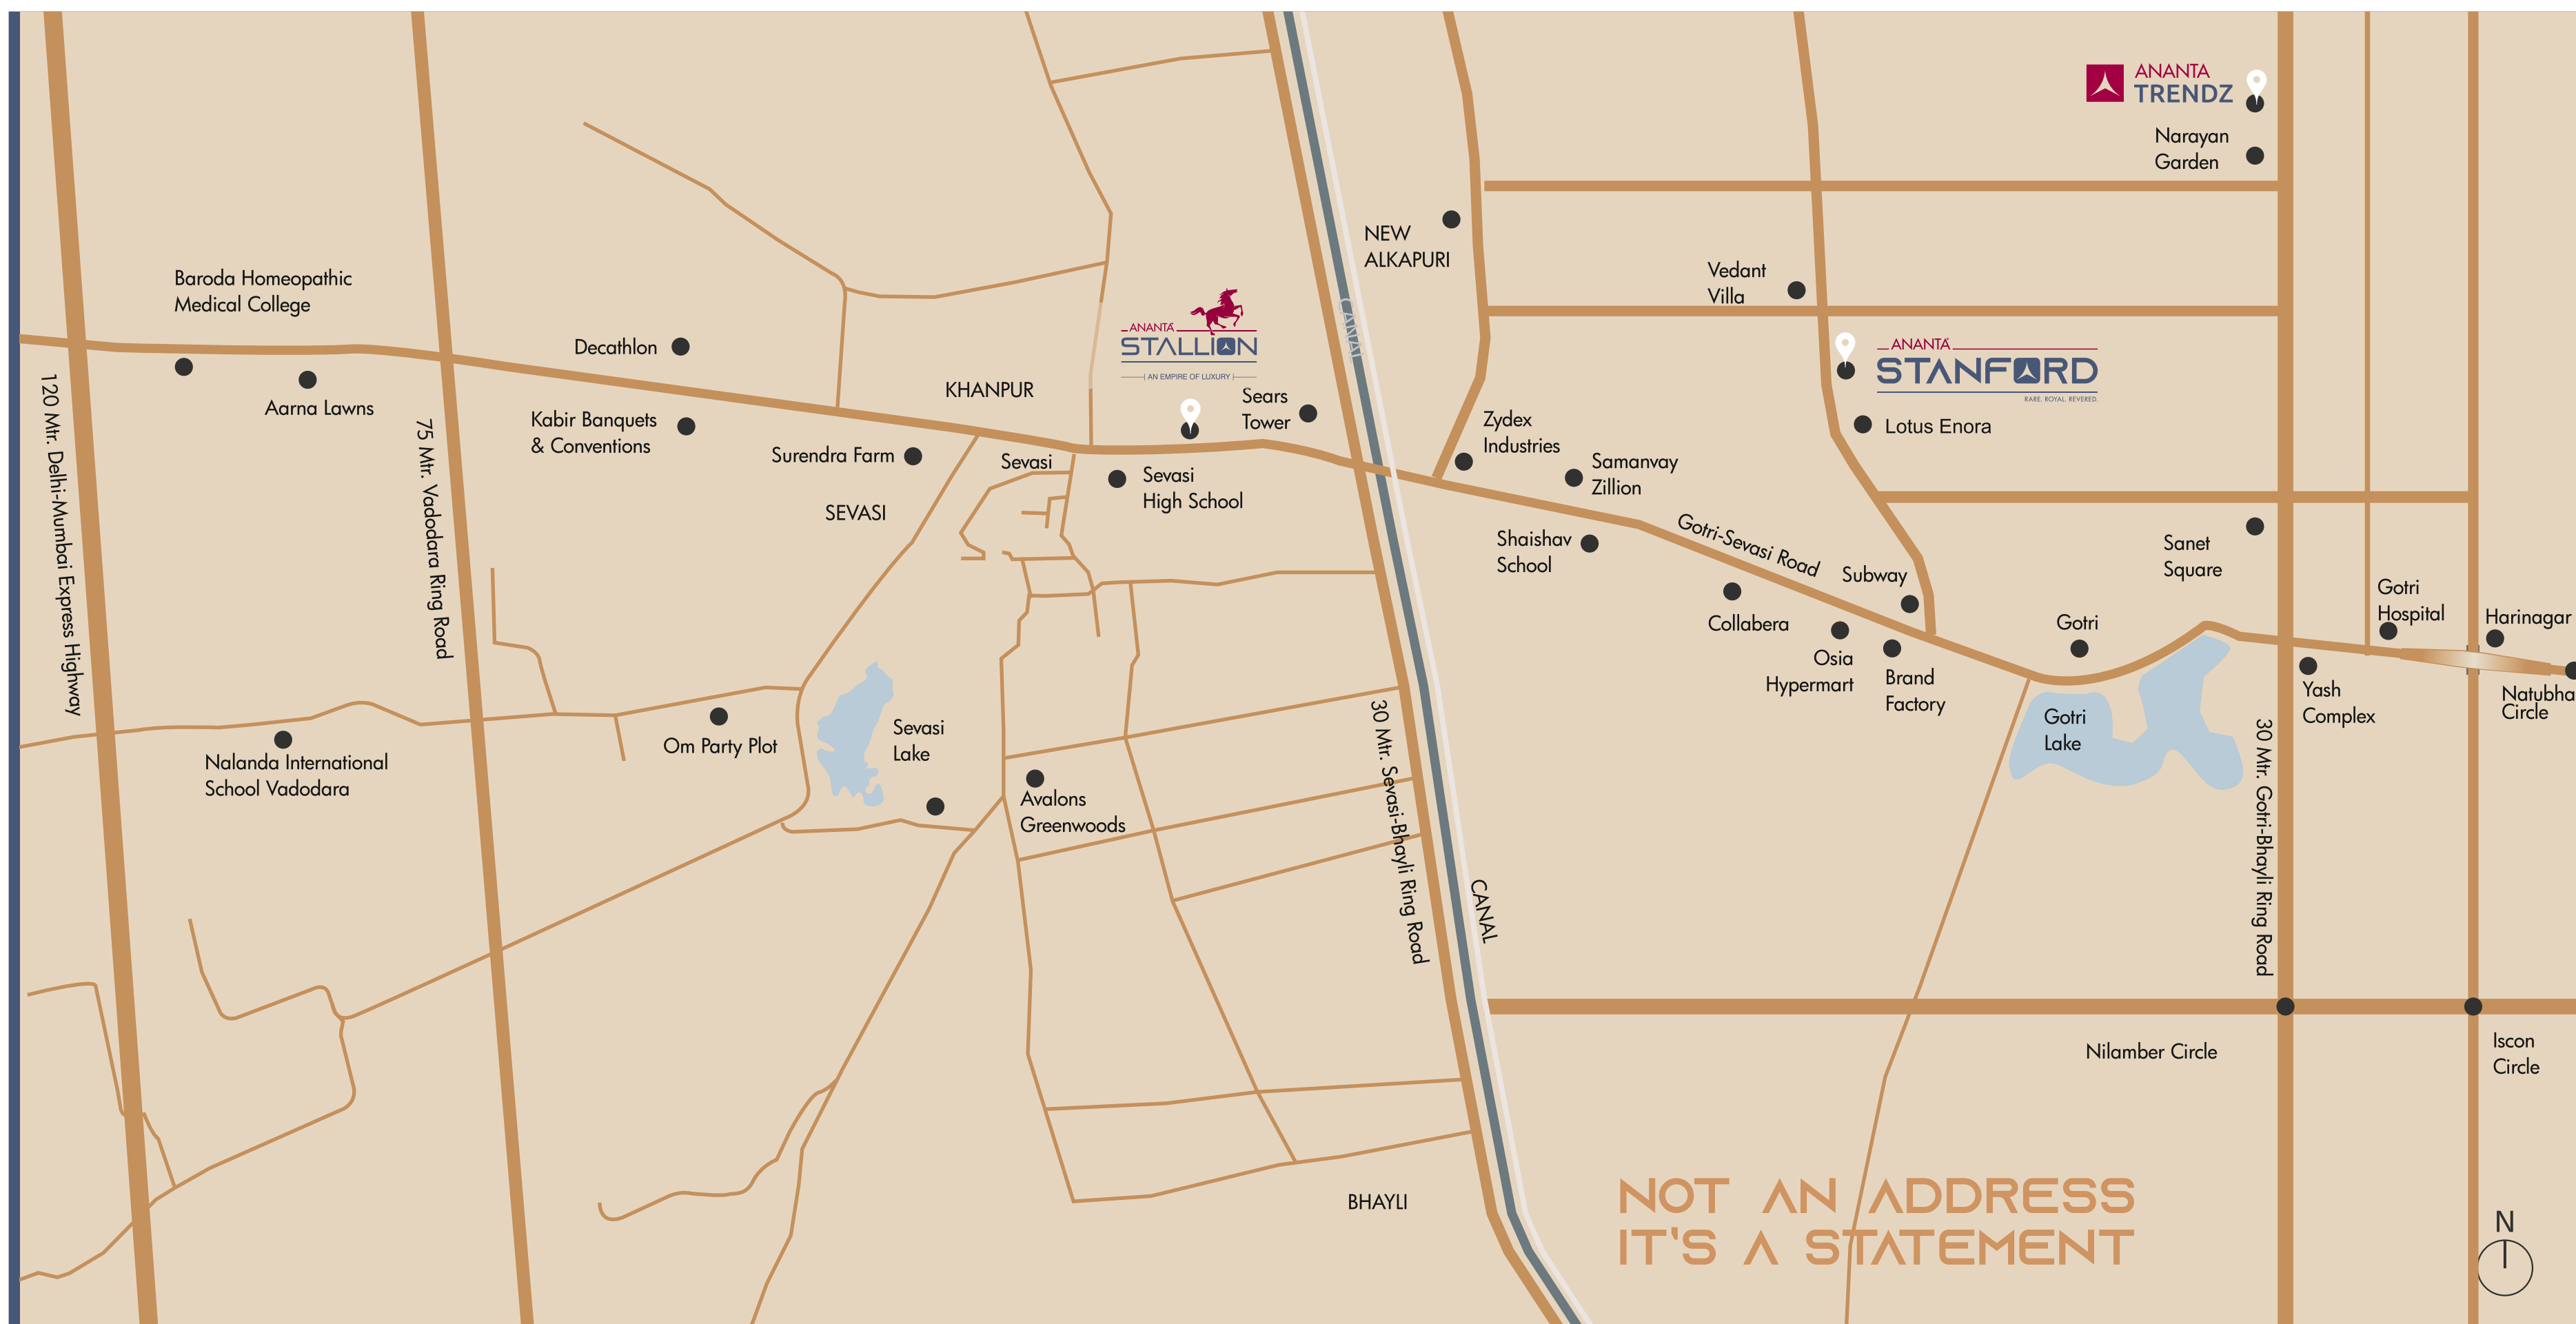 ANANTA
TRENDZ
Narayan
Garden
NEW
ALKAPURI
Vedant
Villa
Baroda Homeopathic
Medical College
Decathlon
Aarna Lawns
Kabir Banquets
& Conventions
KHANPUR
ANANTA
STALLION
AN EMPIRE OF LUXURY
Sears
Tower
CANAL
ANANTA
STANFORD
RARE. ROYAL. REVERED.
Lotus Enora
Zydex
Industries
Samanvay
Zillion
Surendra Farm
SEVASI
Sevasi
Sevasi
High School
Shaishav
School
Gotri-Sevasi Road
Subway
Collabera
Osia
Hypermart
Brand
Factory
Gotri
Sanet
Square
Gotri
Hospital
Harinagar
Yash
Complex
Natubha
Circle
Gotri
Lake
120 Mtr. Delhi-Mumbai Express Highway
75 Mtr. Vadodara Ring Road
Nalanda International
School Vadodara
Om Party Plot
Sevasi
Lake
Avalons
Greenwoods
30 Mtr. Sevasi-Bhayli Ring Road
CANAL
30 Mtr. Gotri-Bhayli Ring Road
Nilamber Circle
Iscon
Circle
BHAYLI
NOT AN ADDRESS
IT'S A STATEMENT
N